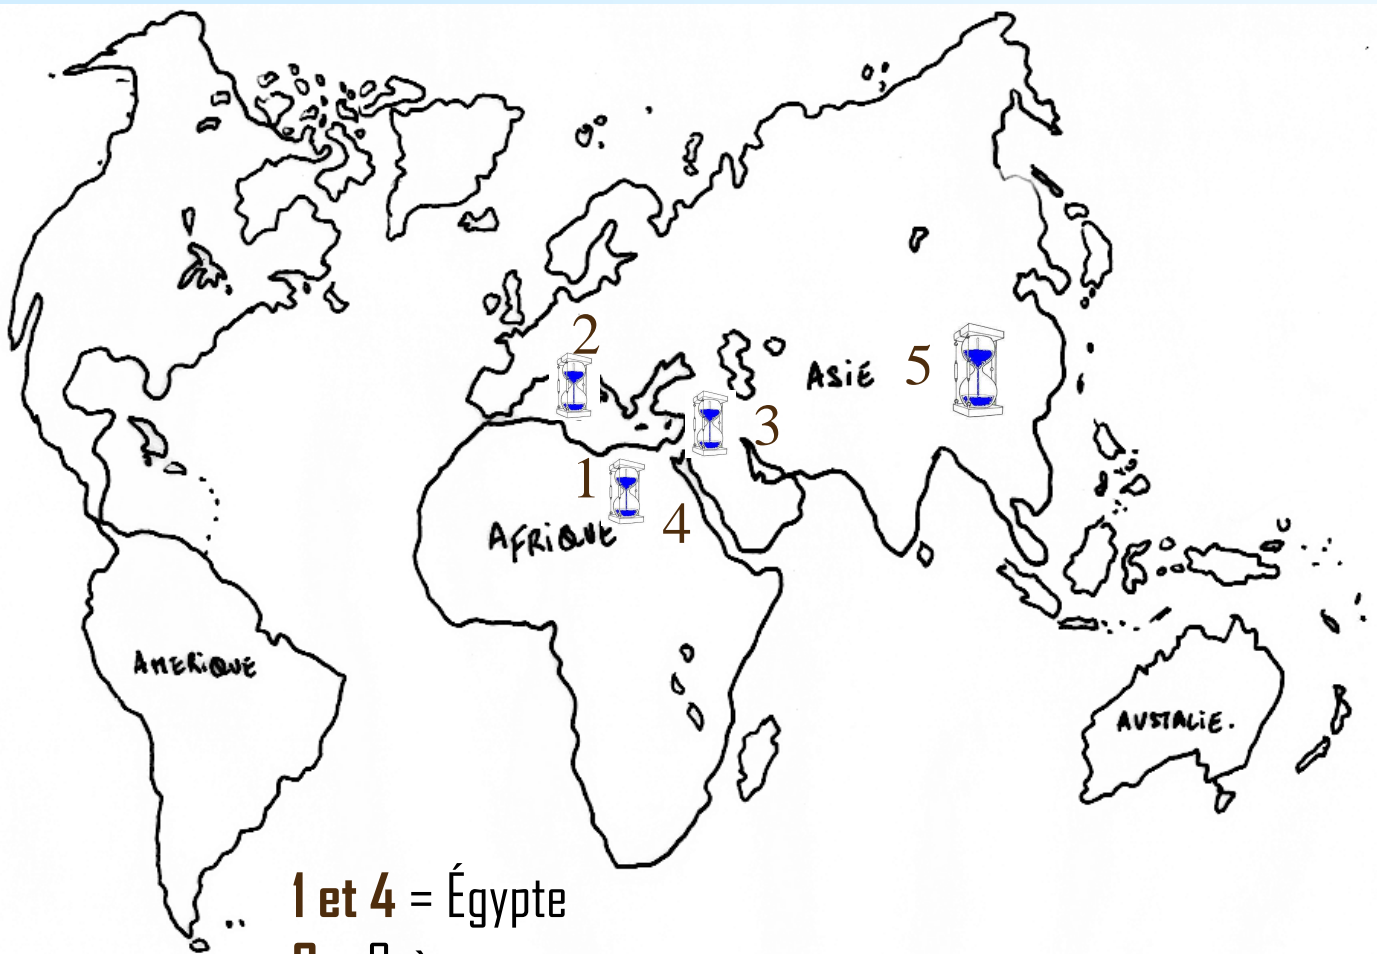 2
ASIE
5
3
1
4
AFRIQUE
AMERIQUE
AUSTALIE.
1 et 4 = Égypte